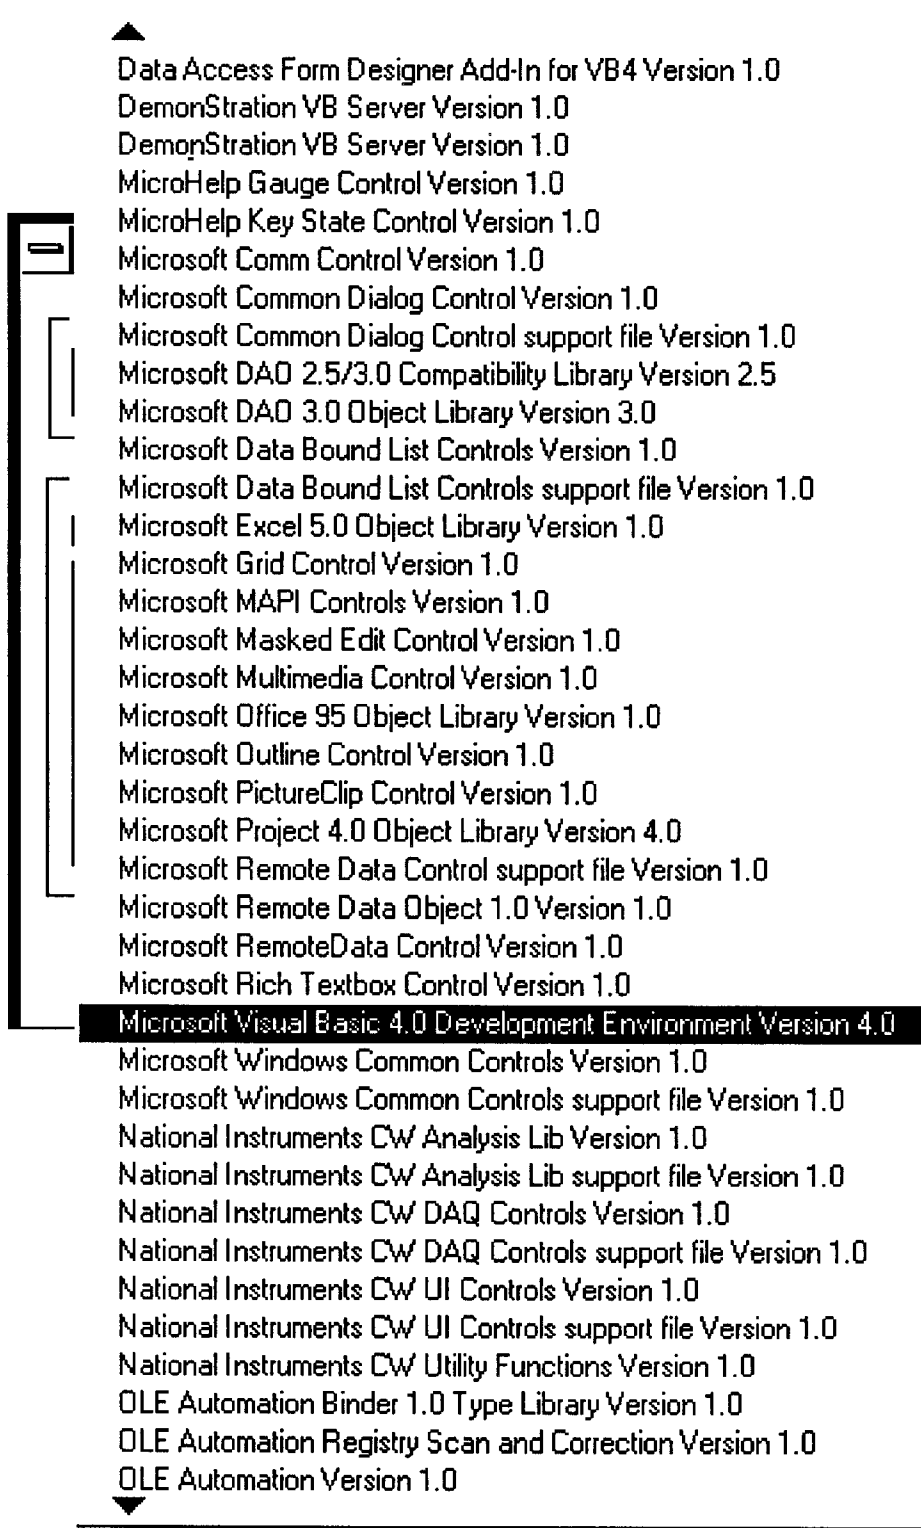 Data Access Form Designer Add-In for VB4 Version 1.0
DemonStration VB Server Version 1.0
DemonStration VB Server Version 1.0
MicroHelp Gauge Control Version 1.0
MicroHelp Key State Control Version 1.0
Microsoft Comm Control Version 1.0
Microsoft Common Dialog Control Version 1.0
Microsoft Common Dialog Control support file Version 1.0
Microsoft DAO 2.5/3.0 Compatibility Library Version 2.5
Microsoft DAO 3.0 Object Library Version 3.0
Microsoft Data Bound List Controls Version 1.0
Microsoft Data Bound List Controls support file Version 1.0
Microsoft Excel 5.0 Object Library Version 1.0
Microsoft Grid Control Version 1.0
Microsoft MAPI Controls Version 1.0
Microsoft Masked Edit Control Version 1.0
Microsoft Multimedia Control Version 1.0
Microsoft Office 95 Object Library Version 1.0
Microsoft Outline Control Version 1.0
Microsoft PictureClip Control Version 1.0
Microsoft Project 4.0 Object Library Version 4.0
Microsoft Remote Data Control support file Version 1.0
Microsoft Remote Data Object 1.0 Version 1.0
Microsoft RemoteData Control Version 1.0
Microsoft Rich Textbox Control Version 1.0
Microsoft Visual Basic 4.0 Development Environment Version 4.0
Microsoft Windows Common Controls Version 1.0
Microsoft Windows Common Controls support file Version 1.0
National Instruments CW Analysis Lib Version 1.0
National Instruments CW Analysis Lib support file Version 1.0
National Instruments CW DAQ Controls Version 1.0
National Instruments CW DAQ Controls support file Version 1.0
National Instruments CW UI Controls Version 1.0
National Instruments CW UI Controls support file Version 1.0
National Instruments CW Utility Functions Version 1.0
OLE Automation Binder 1.0 Type Library Version 1.0
OLE Automation Registry Scan and Correction Version 1.0
OLE Automation Version 1.0